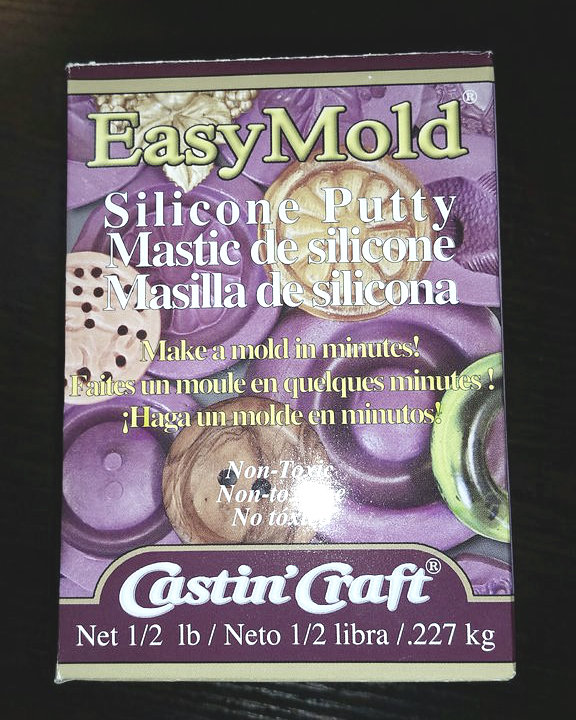 EasyMold®
Silicone Putty
Mastic de silicone
Masilla de silicona
Make a mold in minutes!
Faites un moule en quelques minutes !
¡Haga un molde en minutos!
Non-Toxic
No
Castin'Craft®
Net 1/2 lb / Neto 1/2 libra /.227 kg